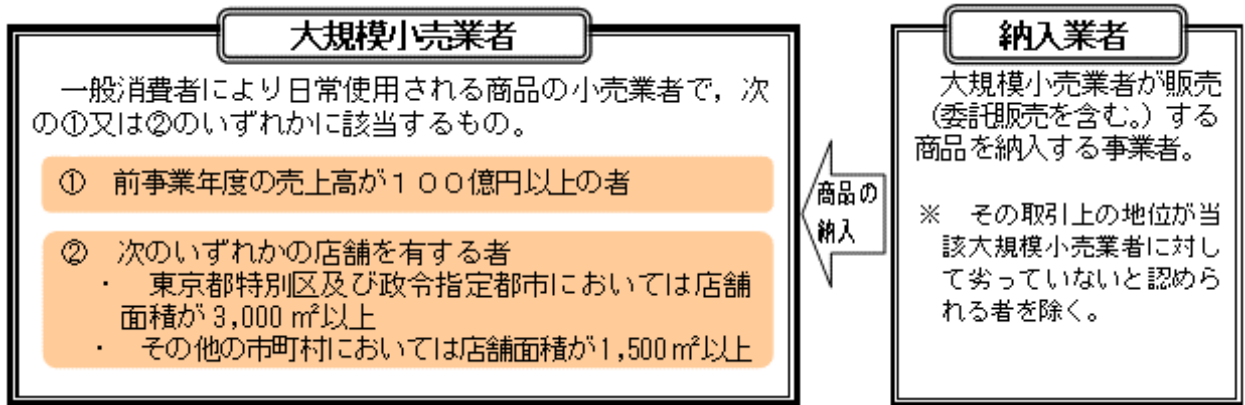 大規模小売業者
一般消費者により日常使用される商品の小売業者で，次
の①又は②のいずれかに該当するもの。
① 前事業年度の売上高が１００億円以上の者
② 次のいずれかの店舗を有する者
・ 東京都特別区及び政令指定都市においては店舗
面積が3,000㎡以上
・ その他の市町村においては店舗面積が1,500㎡以上
商品の
納入
納入業者
大規模小売業者が販売
（委託販売を含む。）する
商品を納入する事業者。
※ その取引上の地位が当
該大規模小売業者に対し
て劣っていないと認めら
れる者を除く。